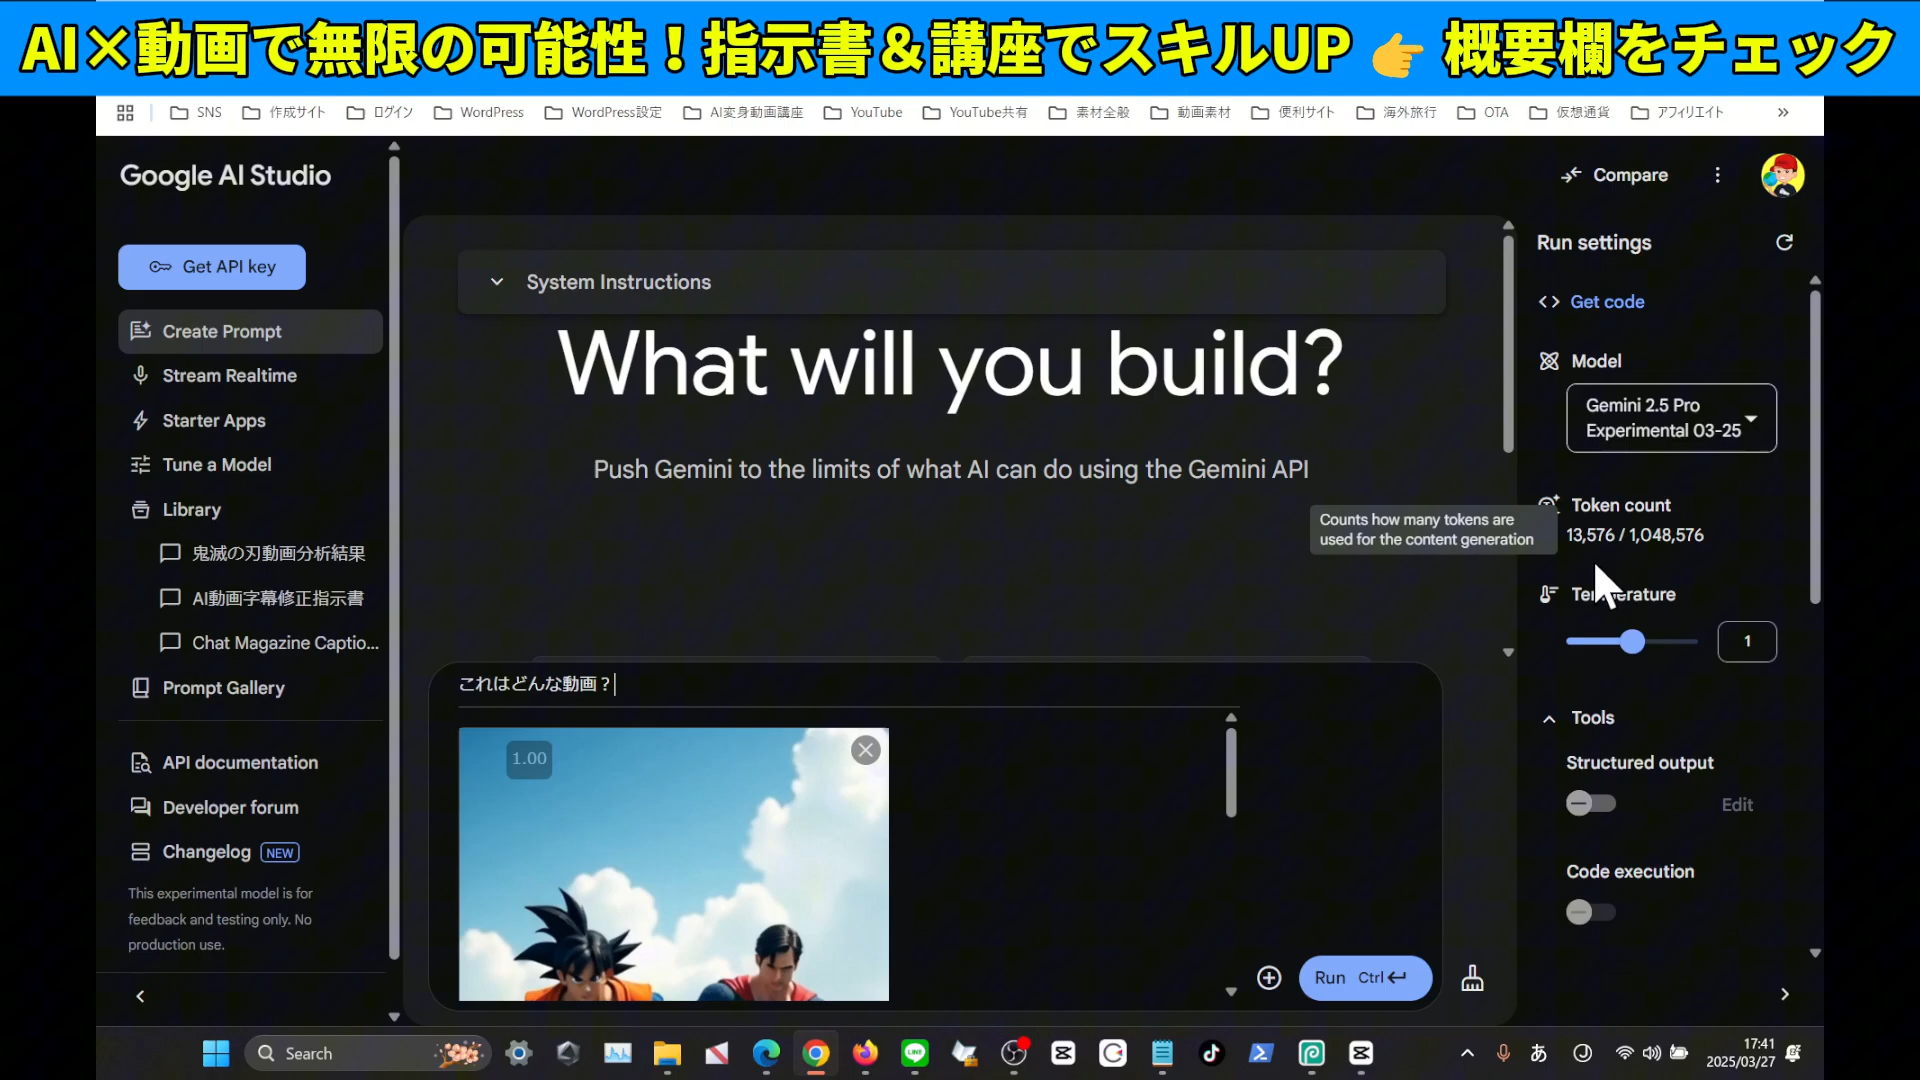 AI×動画で無限の可能性！指示書＆講座でスキルUP 👉 概要欄をチェック
SNS 作成サイト ログイン WordPress WordPress設定 AI変身動画講座 YouTube YouTube共有 素材全般 動画素材 便利サイト 海外旅行 OTA 仮想通貨 アフィリエイト »
Google AI Studio
Compare
Get API key
Create Prompt
Stream Realtime
Starter Apps
Tune a Model
Library
鬼滅の刃動画分析結果
AI動画字幕修正指示書
Chat Magazine Captio...
Prompt Gallery
API documentation
Developer forum
Changelog NEW
This experimental model is for
feedback and testing only. No
production use.
System Instructions
What will you build?
Push Gemini to the limits of what AI can do using the Gemini API
Counts how many tokens are
used for the content generation
これはどんな動画？
1.00
Run Ctrl
Run settings
Get code
Model
Gemini 2.5 Pro
Experimental 03-25
Token count
13,576 / 1,048,576
Temperature
1
Tools
Structured output
Edit
Code execution
Search
LINE
あ
17:41
2025/03/27